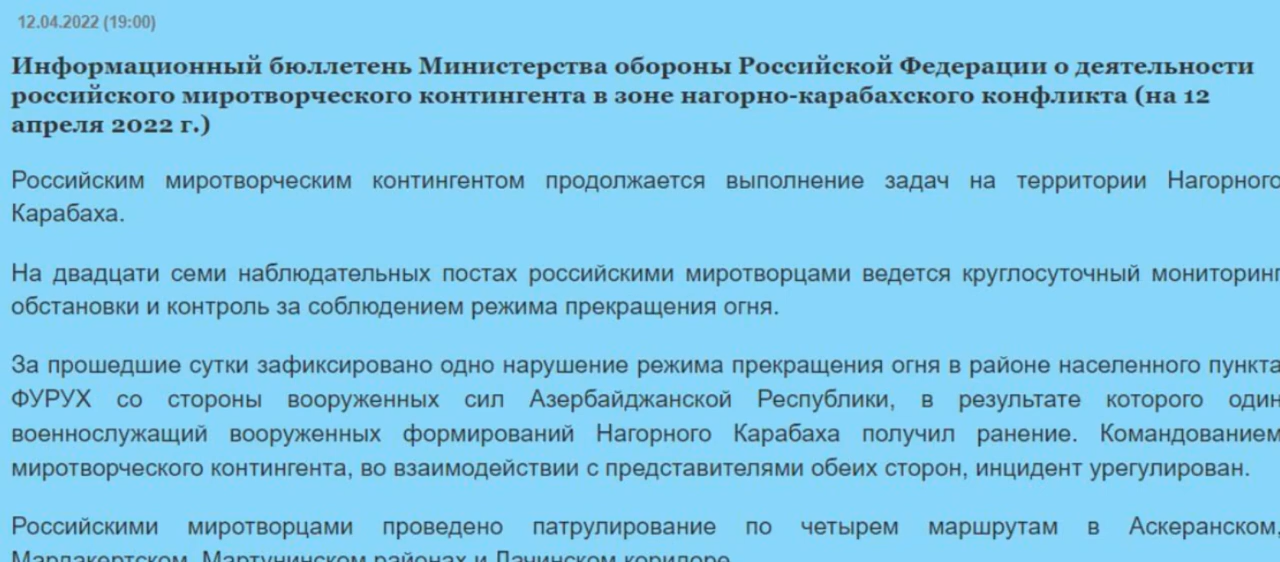 12.04.2022 (19:00)
Информационный бюллетень Министерства обороны Российской Федерации о деятельности
российского миротворческого контингента в зоне нагорно-карабахского конфликта (на 12
апреля 2022 г.)
Российским миротворческим контингентом продолжается выполнение задач на территории Нагорного
Карабаха.
На двадцати семи наблюдательных постах российскими миротворцами ведется круглосуточный мониторинг
обстановки и контроль за соблюдением режима прекращения огня.
За прошедшие сутки зафиксировано одно нарушение режима прекращения огня в районе населенного пункта
ФУРУХ со стороны вооруженных сил Азербайджанской Республики, в результате которого один
военнослужащий вооруженных формирований Нагорного Карабаха получил ранение. Командованием
миротворческого контингента, во взаимодействии с представителями обеих сторон, инцидент урегулирован.
Российскими миротворцами проведено патрулирование по четырем маршрутам в Аскеранском,
Мардакертском, Мартунинском районах и Лачинском коридоре.